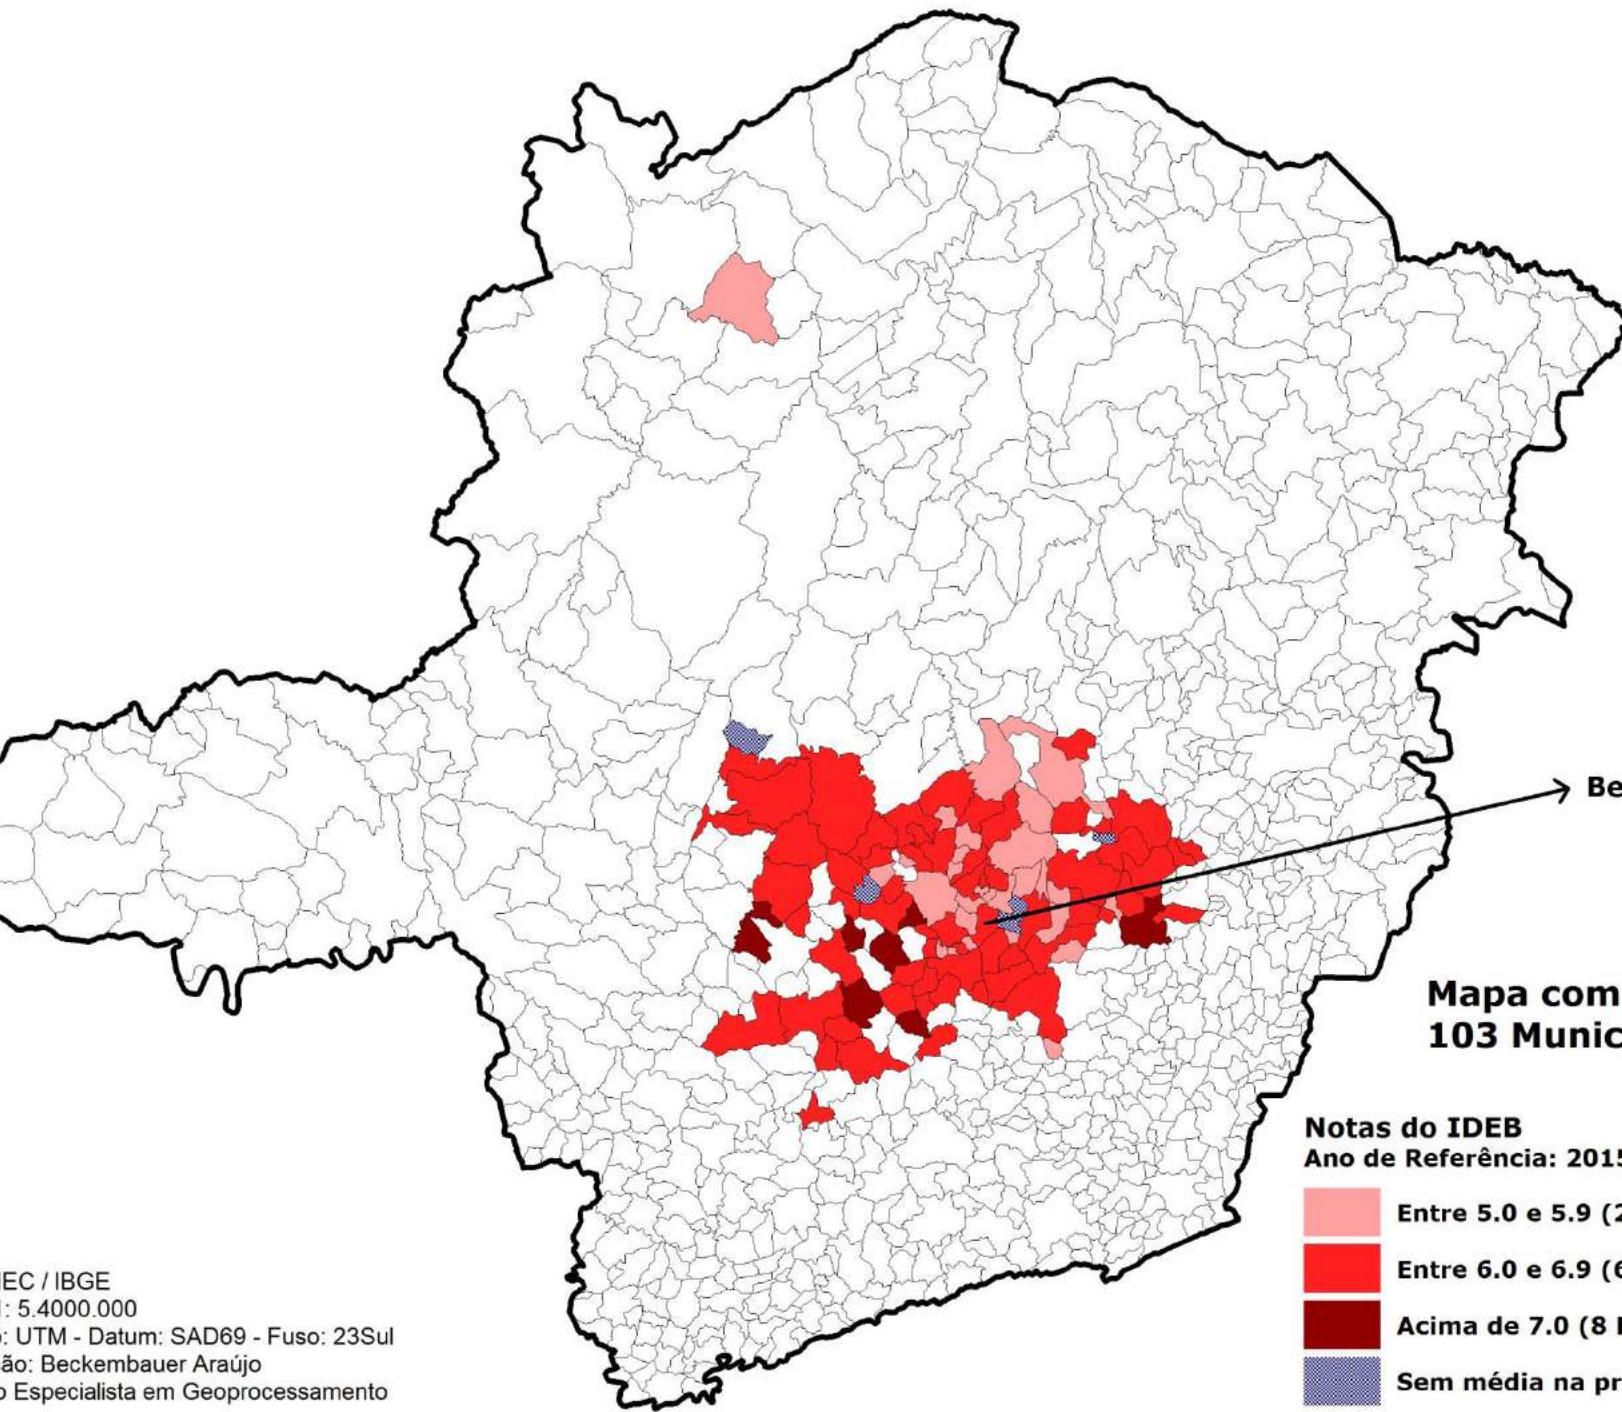 Be
Mapa com
103 Munic
Notas do IDEB
Ano de Referência: 2015
Entre 5.0 e 5.9 (2
Entre 6.0 e 6.9 (6
Acima de 7.0 (8
Sem média na pr
IEC / IBGE
1: 5.4000.000
o: UTM - Datum: SAD69 - Fuso: 23Sul
são: Beckembauer Araújo
o Especialista em Geoprocessamento